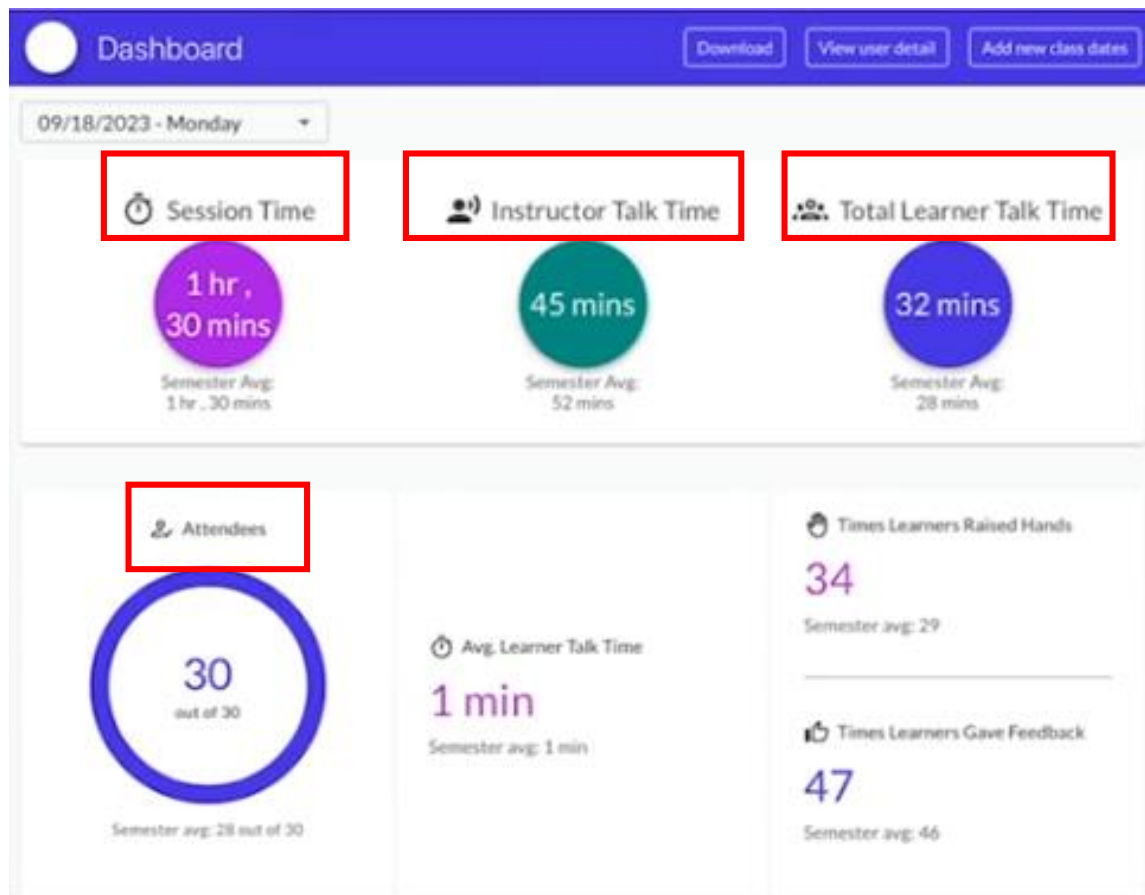 Dashboard
Download
View user detail
Add new class dates
09/18/2023 - Monday
Session Time
1 hr ,
30 mins
Semester Avg:
1 hr , 30 mins
Instructor Talk Time
45 mins
Semester Avg:
52 mins
Total Learner Talk Time
32 mins
Semester Avg:
28 mins
Attendees
30
out of 30
Semester avg: 28 out of 30
Avg. Learner Talk Time
1 min
Semester avg: 1 min
Times Learners Raised Hands
34
Semester avg: 29
Times Learners Gave Feedback
47
Semester avg: 46